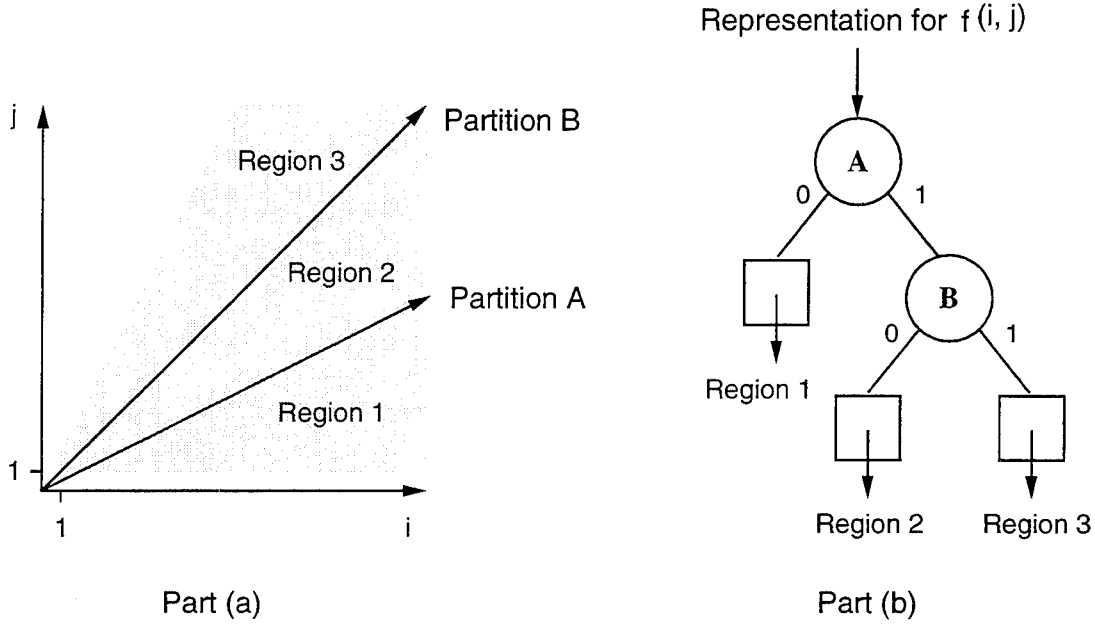 Representation for f (i, j)
j
Partition B
Region 3
A
0
1
Region 2
Partition A
B
0
1
Region 1
Region 1
1
1
i
Region 2
Region 3
Part (a)
Part (b)